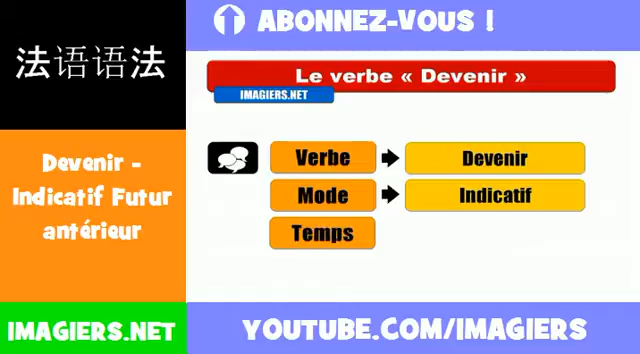 法语语法
Devenir -
Indicatif Futur
antérieur
IMAGIERS.NET
ABONNEZ-VOUS !
Le verbe « Devenir »
IMAGIERS.NET
Verbe Devenir
Mode Indicatif
Temps
YOUTUBE.COM/IMAGIERS